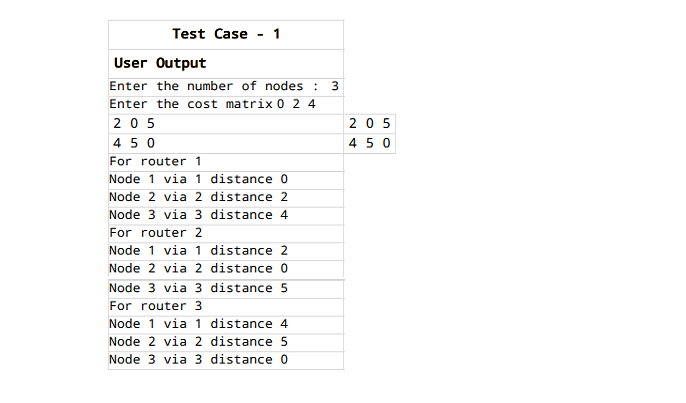 Test Case - 1
User Output
Enter the number of nodes : 3
Enter the cost matrix 0 2 4
2 0 5 2 0 5
4 5 0 4 5 0
For router 1
Node 1 via 1 distance 0
Node 2 via 2 distance 2
Node 3 via 3 distance 4
For router 2
Node 1 via 1 distance 2
Node 2 via 2 distance 0
Node 3 via 3 distance 5
For router 3
Node 1 via 1 distance 4
Node 2 via 2 distance 5
Node 3 via 3 distance 0